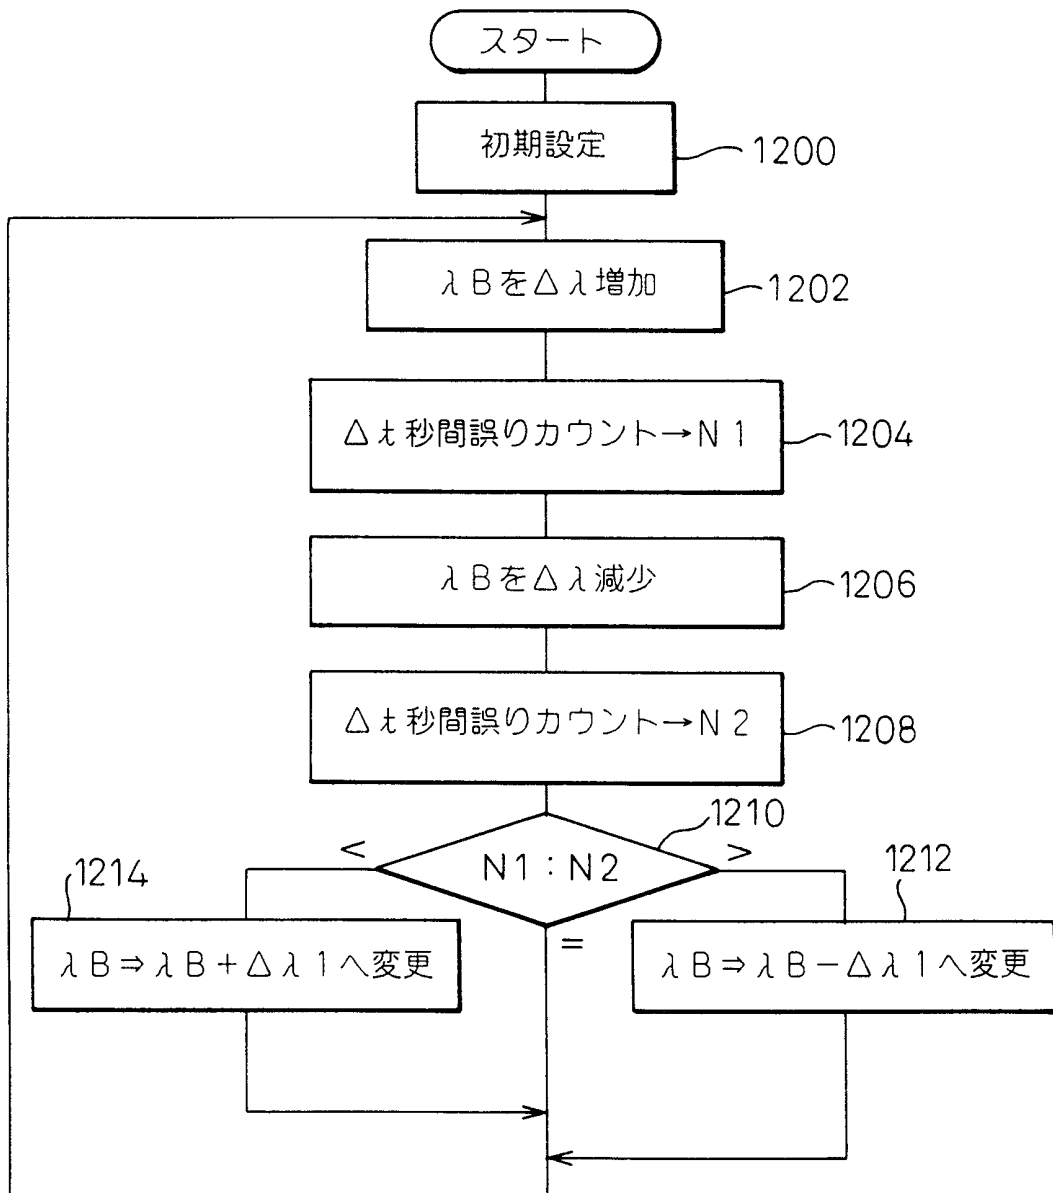 スタート
初期設定
1200
λBをΔλ増加
1202
Δt秒間誤りカウント→N1
1204
λBをΔλ減少
1206
Δt秒間誤りカウント→N2
1208
1210
<
N1:N2
>
=
1214
λB⇒λB+Δλ1へ変更
1212
λB⇒λB-Δλ1へ変更